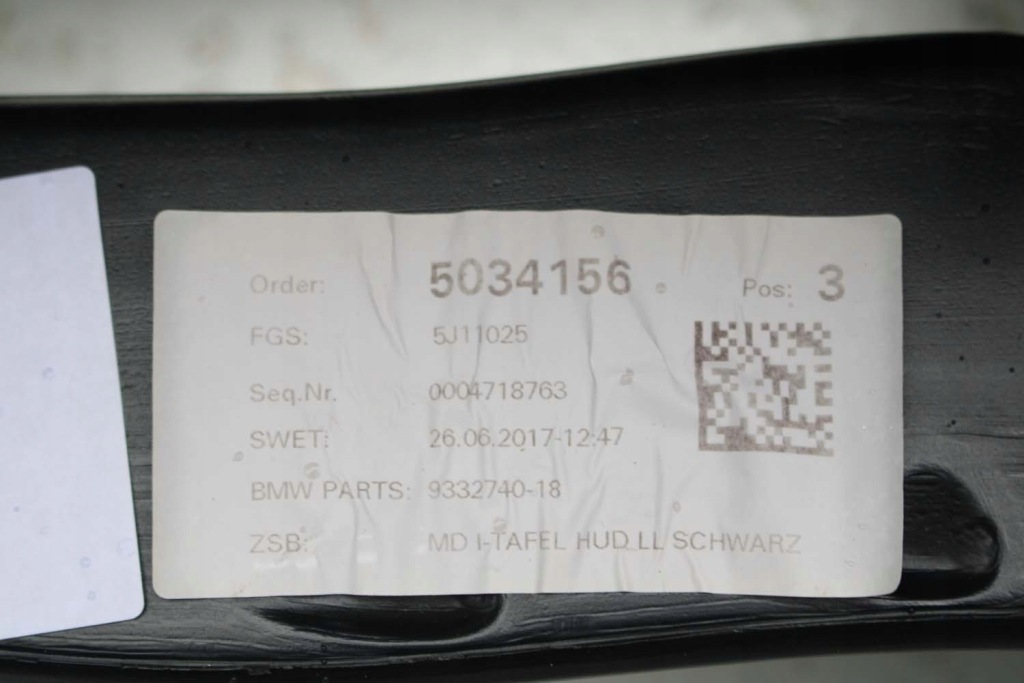 Order: 5034156 Pos: 3
FGS: 5J11025
Seq.Nr. 0004718763
SWET: 26.06.2017-12:47
BMW PARTS: 9332740-18
ZSB: MD I-TAFEL HUD LL SCHWARZ